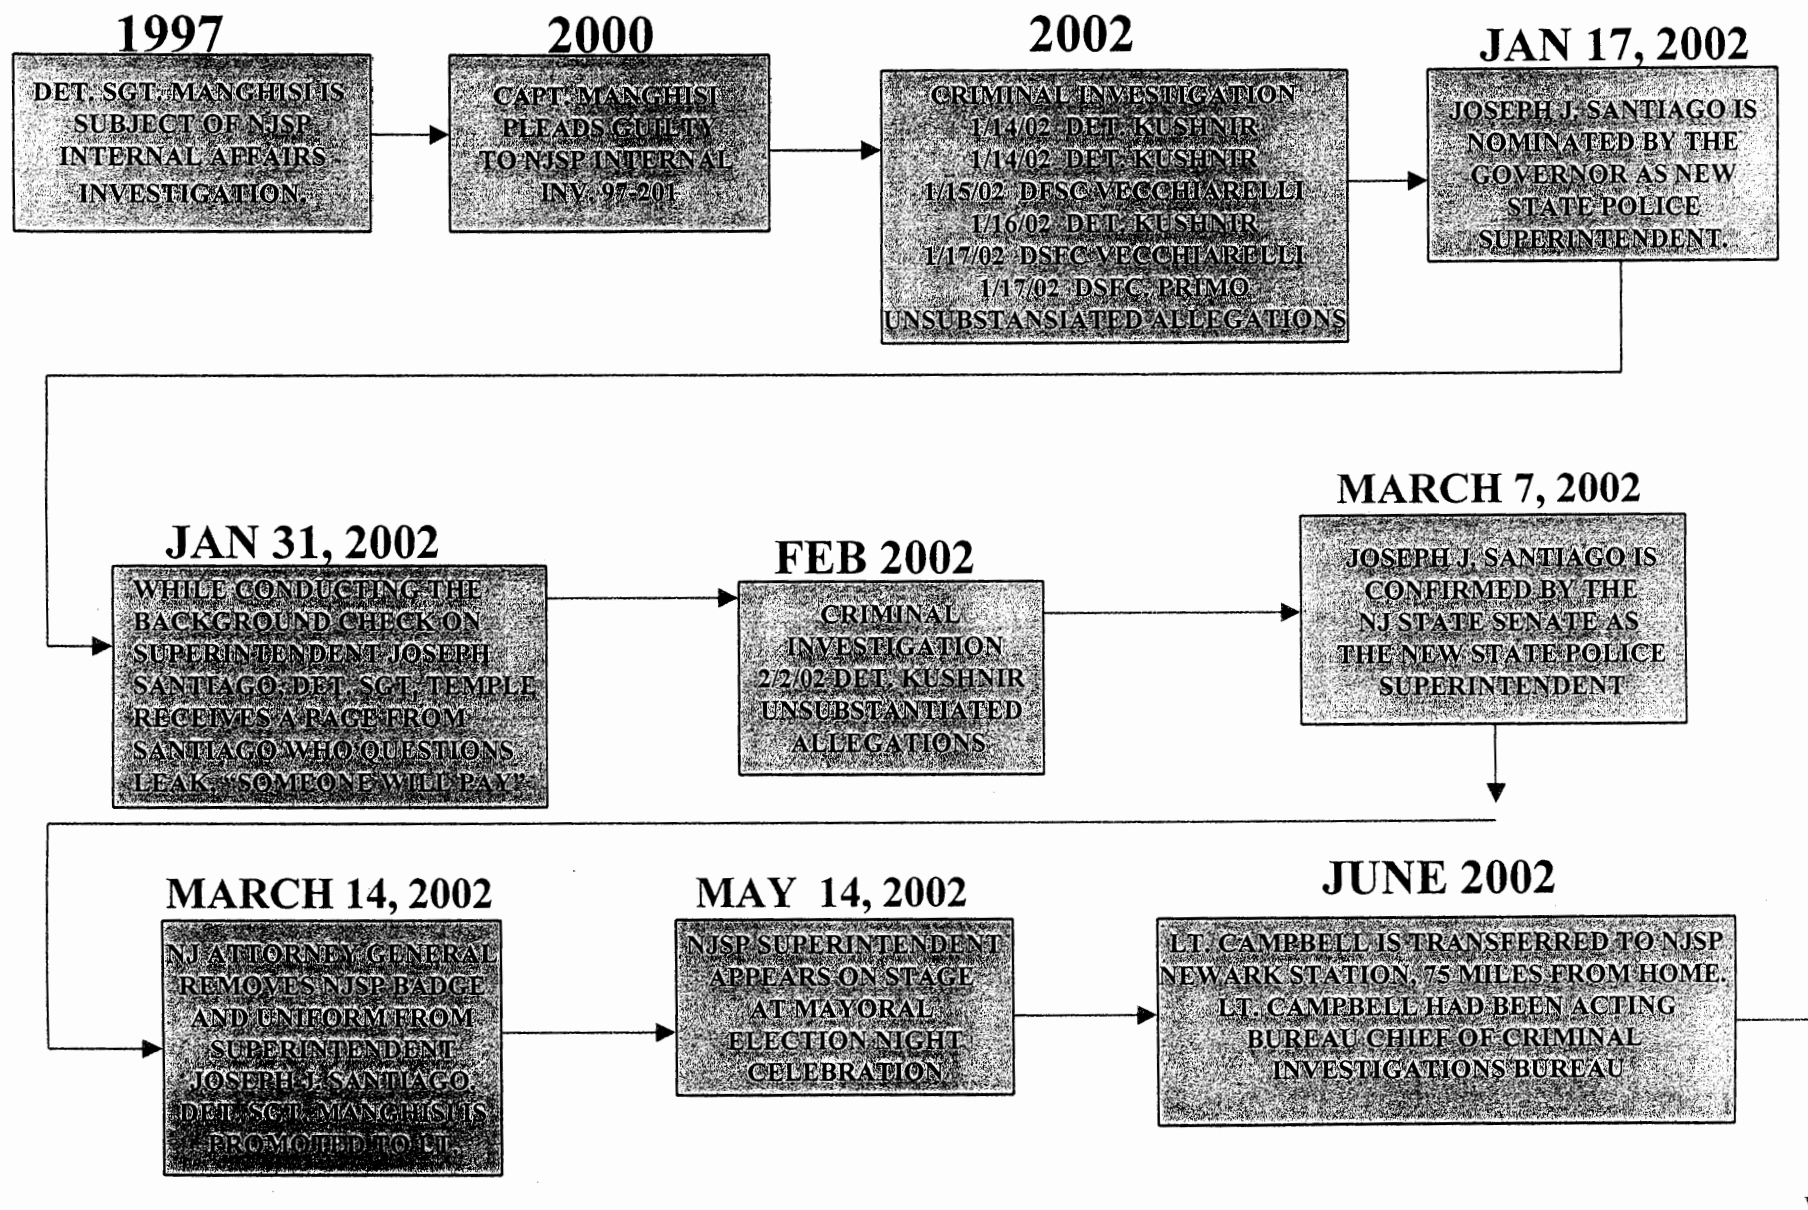 1997
DET. SGT. MANGHISI IS
SUBJECT OF NJSP
INTERNAL AFFAIRS
INVESTIGATION.
2000
CAPT. MANGHISI
PLEADS GUILTY
TO NJSP INTERNAL
INV. 97-201
2002
CRIMINAL INVESTIGATION
1/14/02 DET. KUSHNIR
1/14/02 DET. KUSHNIR
1/15/02 DFSC VECCHIARELLI
1/16/02 DET. KUSHNIR
1/17/02 DSFC VECCHIARELLI
1/17/02 DSFC. PRIMO
UNSUBSTANSIATED ALLEGATIONS
JAN 17, 2002
JOSEPH J. SANTIAGO IS
NOMINATED BY THE
GOVERNOR AS NEW
STATE POLICE
SUPERINTENDENT.
JAN 31, 2002
WHILE CONDUCTING THE
BACKGROUND CHECK ON
SUPERINTENDENT JOSEPH
SANTIAGO; DET. SGT, TEMPLE
RECEIVES A PAGE FROM
SANTIAGO WHO QUESTIONS
LEAK, "SOMEONE WILL PAY"
FEB 2002
CRIMINAL
INVESTIGATION
2/2/02 DET. KUSHNIR
UNSUBSTANTIATED
ALLEGATIONS
MARCH 7, 2002
JOSEPH J. SANTIAGO IS
CONFIRMED BY THE
NJ STATE SENATE AS
THE NEW STATE POLICE
SUPERINTENDENT
MARCH 14, 2002
NJ ATTORNEY GENERAL
REMOVES NJSP BADGE
AND UNIFORM FROM
SUPERINTENDENT
JOSEPH J. SANTIAGO.
DET. SGT. MANGHISI IS
PROMOTED TO LT.
MAY 14, 2002
NJSP SUPERINTENDENT
APPEARS ON STAGE
AT MAYORAL
ELECTION NIGHT
CELEBRATION
JUNE 2002
LT. CAMPBELL IS TRANSFERRED TO NJSP
NEWARK STATION, 75 MILES FROM HOME.
LT. CAMPBELL HAD BEEN ACTING
BUREAU CHIEF OF CRIMINAL
INVESTIGATIONS BUREAU